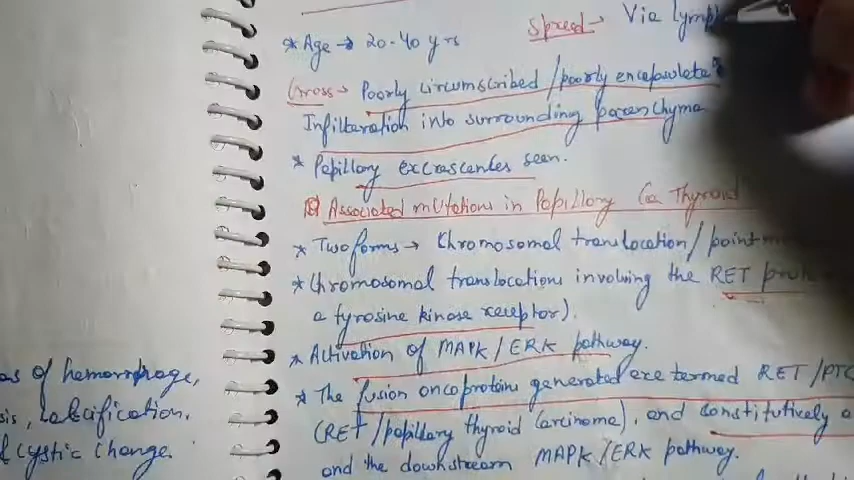 Spread → Via lymph
* Age → 20-40 yrs
Gross → Poorly circumscribed/poorly encapsulated
Infilteration into surrounding parenchyma
* Papillary excrascentes seen.
Associated mutations in Papillary Ca Thyroid
* Two forms → Chromosomal translocation/point
* Chromosomal translocations involving the RET
a tyrosine kinase receptor).
* Activation of MAPK/ERK pathway.
* The fusion oncoproteins generated are termed RET/PTC
(RET/papillary thyroid carcinoma), and constitutively
and the downstream MAPK/ERK pathway.
of hemorrhage,
calcification.
cystic change.